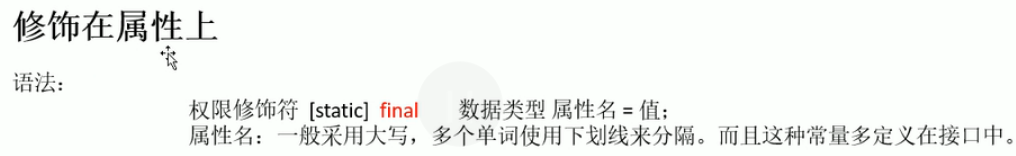 修饰在属性上
语法：
权限修饰符 [static] final 数据类型 属性名 = 值;
属性名：一般采用大写，多个单词使用下划线来分隔。而且这种常量多定义在接口中。